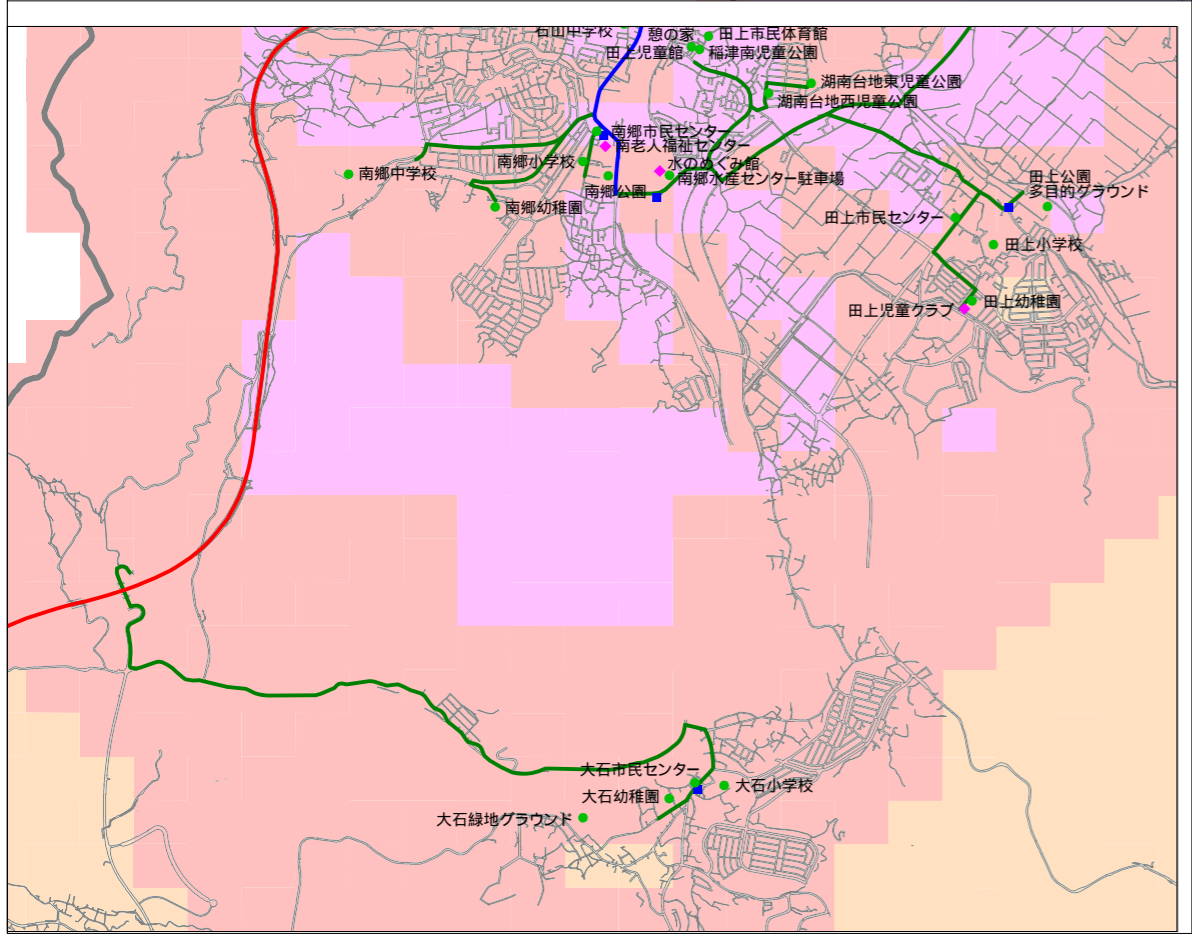 石山中学校
憩の家
田上市民体育館
田上児童館
稲津南児童公園
湖南台地東児童公園
湖南台地西児童公園
南郷市民センター
南老人福祉センター
南郷小学校
水のめぐみ館
南郷中学校
南郷公園
南郷水産センター駐車場
田上公園
多目的グラウンド
南郷幼稚園
田上市民センター
田上小学校
田上幼稚園
田上児童クラブ
大石市民センター
大石小学校
大石幼稚園
大石緑地グラウンド